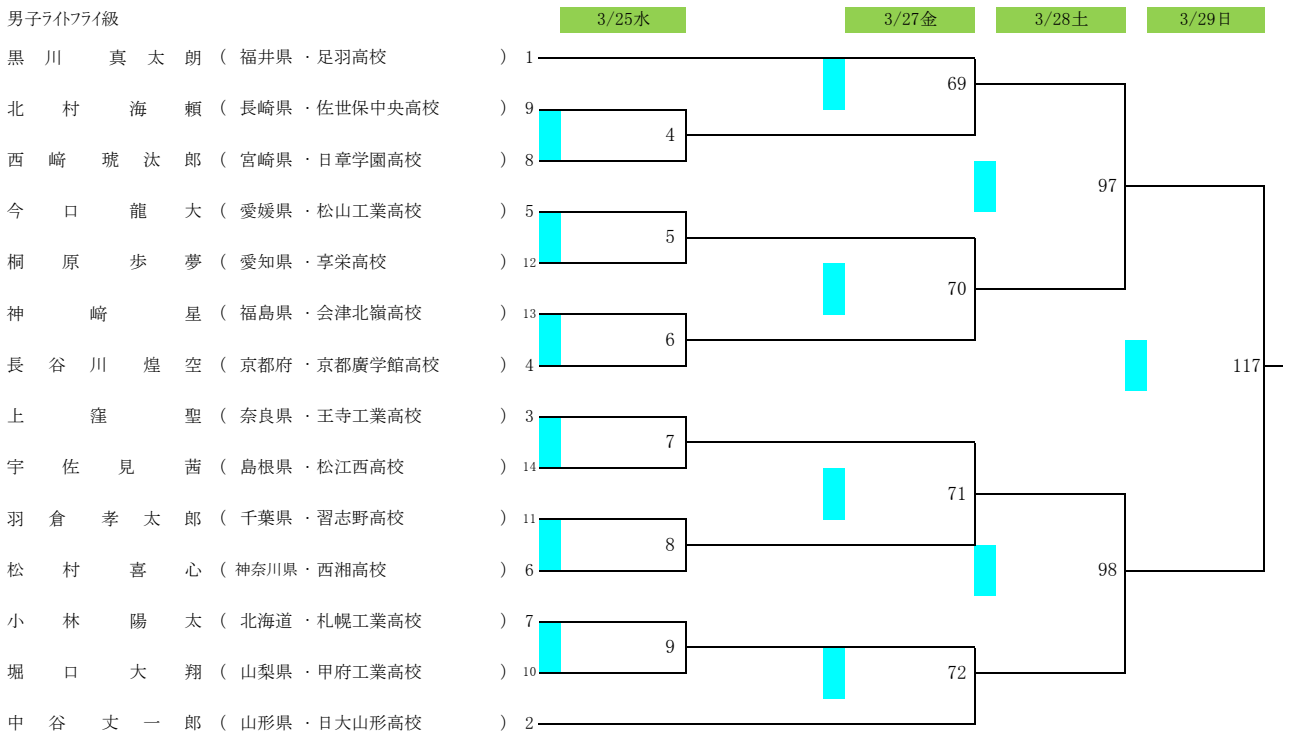 男子ライトフライ級 3/25水 3/27金 3/28土 3/29日
黒川 真太朗 ( 福井県 ・足羽高校 ) 1
69
北村 海頼 ( 長崎県 ・佐世保中央高校 ) 9
4
西﨑 琥汰郎 ( 宮崎県 ・日章学園高校 ) 8
97
今口 龍大 ( 愛媛県 ・松山工業高校 ) 5
5
桐原 歩夢 ( 愛知県 ・享栄高校 ) 12
70
神﨑 星 ( 福島県 ・会津北嶺高校 ) 13
6
長谷川 煌空 ( 京都府 ・京都廣学館高校 ) 4
117
上窪 聖 ( 奈良県 ・王寺工業高校 ) 3
7
宇佐見 茜 ( 島根県 ・松江西高校 ) 14
71
羽倉 孝太郎 ( 千葉県 ・習志野高校 ) 11
8
松村 喜心 ( 神奈川県 ・西湘高校 ) 6
98
小林 陽太 ( 北海道 ・札幌工業高校 ) 7
9
堀口 大翔 ( 山梨県 ・甲府工業高校 ) 10
72
中谷 丈一郎 ( 山形県 ・日大山形高校 ) 2